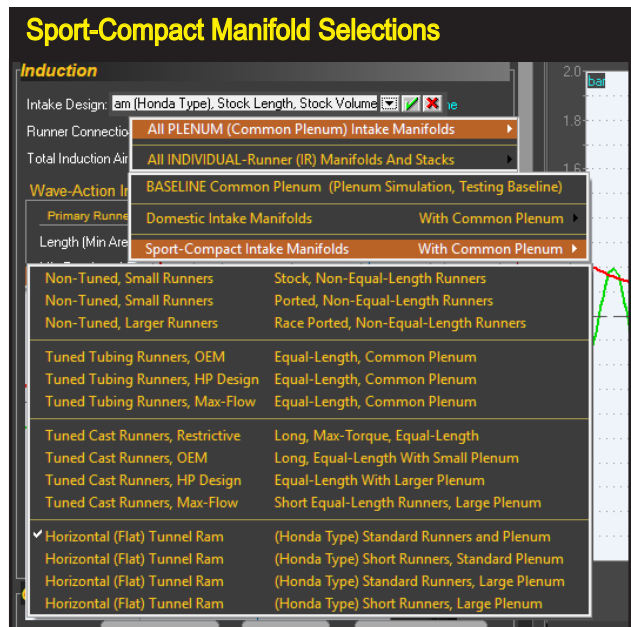 Sport-Compact Manifold Selections
Induction
2.0
bar
Intake Design: am (Honda Type), Stock Length, Stock Volume
1.8
Runner Connectio All PLENUM (Common Plenum) Intake Manifolds
Total Induction Air All INDIVIDUAL-Runner (IR) Manifolds And Stacks
1.6
Wave-Action In BASELINE Common Plenum (Plenum Simulation, Testing Baseline)
Primary Runne Domestic Intake Manifolds With Common Plenum
Length (Min Are Sport-Compact Intake Manifolds With Common Plenum
Non-Tuned, Small Runners Stock, Non-Equal-Length Runners
Non-Tuned, Small Runners Ported, Non-Equal-Length Runners
Non-Tuned, Larger Runners Race Ported, Non-Equal-Length Runners
Tuned Tubing Runners, OEM Equal-Length, Common Plenum
Tuned Tubing Runners, HP Design Equal-Length, Common Plenum
Tuned Tubing Runners, Max-Flow Equal-Length, Common Plenum
Tuned Cast Runners, Restrictive Long, Max-Torque, Equal-Length
Tuned Cast Runners, OEM Long, Equal-Length With Small Plenum
Tuned Cast Runners, HP Design Equal-Length With Larger Plenum
Tuned Cast Runners, Max-Flow Short Equal-Length Runners, Large Plenum
Horizontal (Flat) Tunnel Ram (Honda Type) Standard Runners and Plenum
Horizontal (Flat) Tunnel Ram (Honda Type) Short Runners, Standard Plenum
Horizontal (Flat) Tunnel Ram (Honda Type) Standard Runners, Large Plenum
Horizontal (Flat) Tunnel Ram (Honda Type) Short Runners, Large Plenum